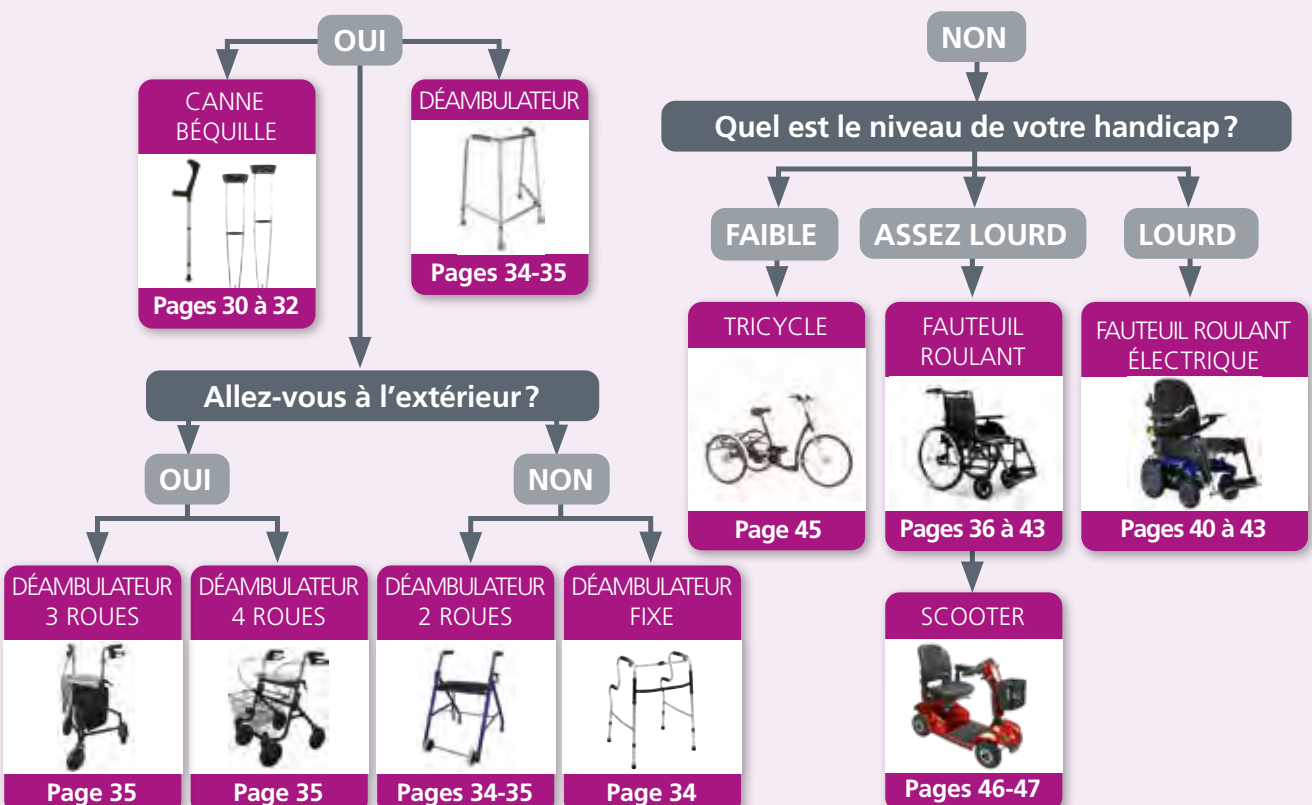 OUI
CANNE
BÉQUILLE
Pages 30 à 32
DÉAMBULATEUR
Pages 34-35
Allez-vous à l'extérieur ?
OUI
NON
DÉAMBULATEUR
3 ROUES
Page 35
DÉAMBULATEUR
4 ROUES
Page 35
DÉAMBULATEUR
2 ROUES
Pages 34-35
DÉAMBULATEUR
FIXE
Page 34
NON
Quel est le niveau de votre handicap ?
FAIBLE
ASSEZ LOURD
LOURD
TRICYCLE
Page 45
FAUTEUIL
ROULANT
Pages 36 à 43
FAUTEUIL ROULANT
ÉLECTRIQUE
Pages 40 à 43
SCOOTER
Pages 46-47